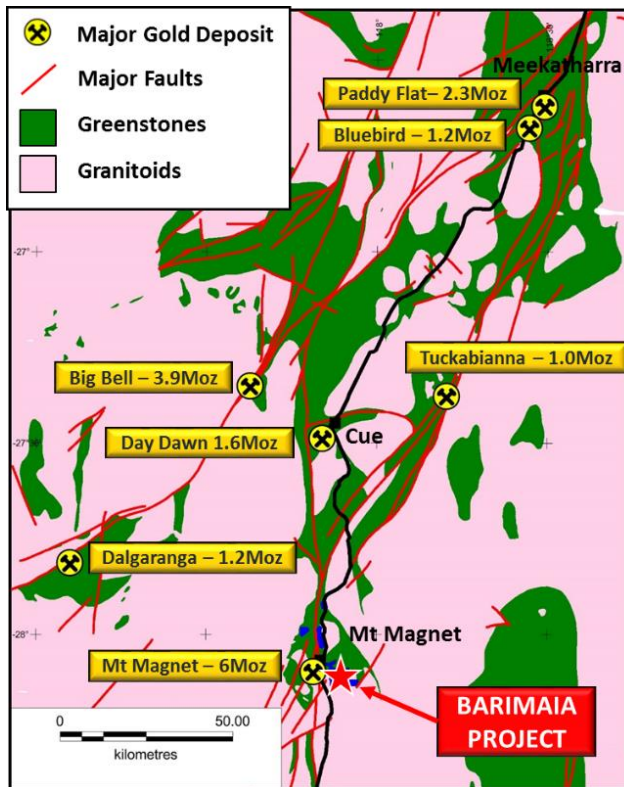 Major Gold Deposit
Major Faults
Greenstones
Granitoids
118°
Meekatharra
Paddy Flat– 2.3Moz
Bluebird – 1.2Moz
-27°
Tuckabianna – 1.0Moz
Big Bell – 3.9Moz
Day Dawn 1.6Moz
Cue
Dalgaranga – 1.2Moz
-28°
Mt Magnet
Mt Magnet – 6Moz
BARIMAIA
PROJECT
0 50.00
kilometres